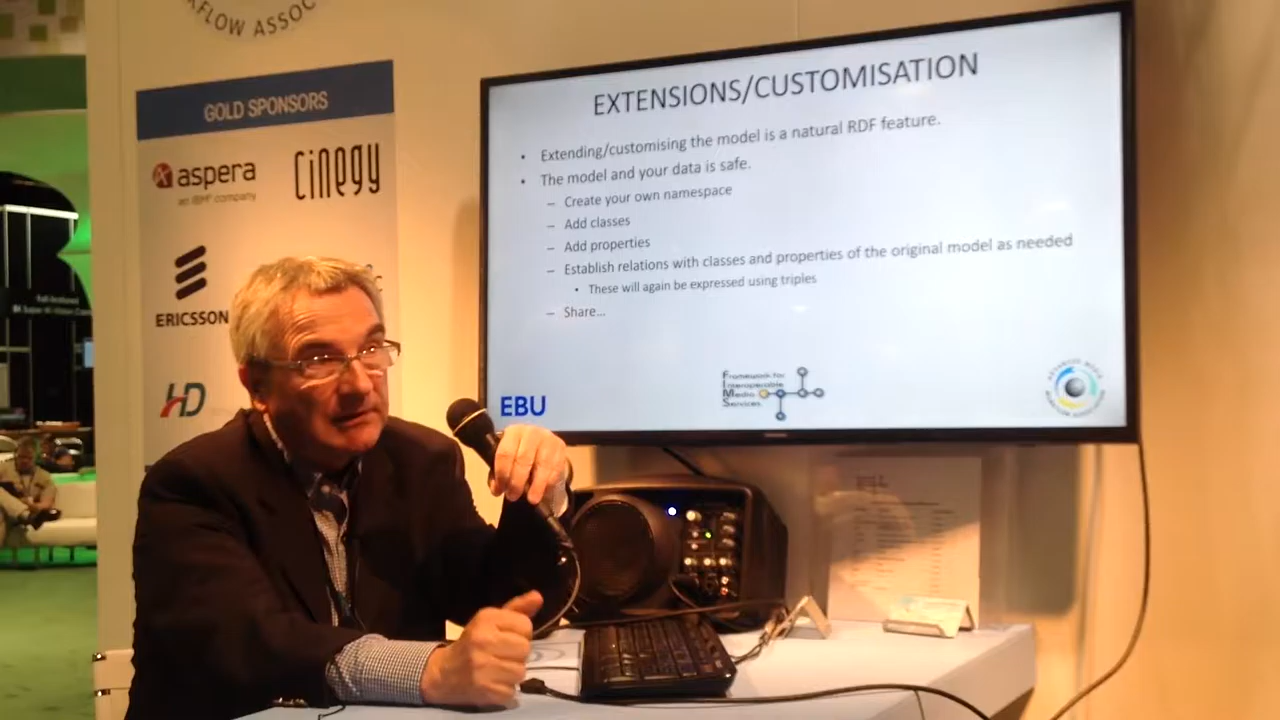 FLOW ASSOC
GOLD SPONSORS
aspera
an IBM company
cinegy
ERICSSON
HD
EXTENSIONS/CUSTOMISATION
• Extending/customising the model is a natural RDF feature.
• The model and your data is safe.
– Create your own namespace
– Add classes
– Add properties
– Establish relations with classes and properties of the original model as needed
• These will again be expressed using triples
– Share...
EBU
Framework for
Interoperable
Media
Services